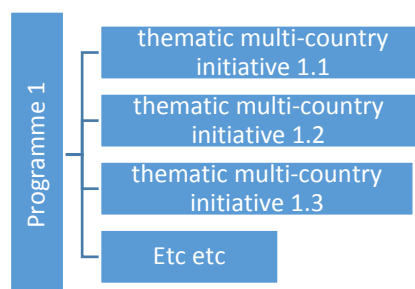 Programme 1
thematic multi-country
initiative 1.1
thematic multi-country
initiative 1.2
thematic multi-country
initiative 1.3
Etc etc